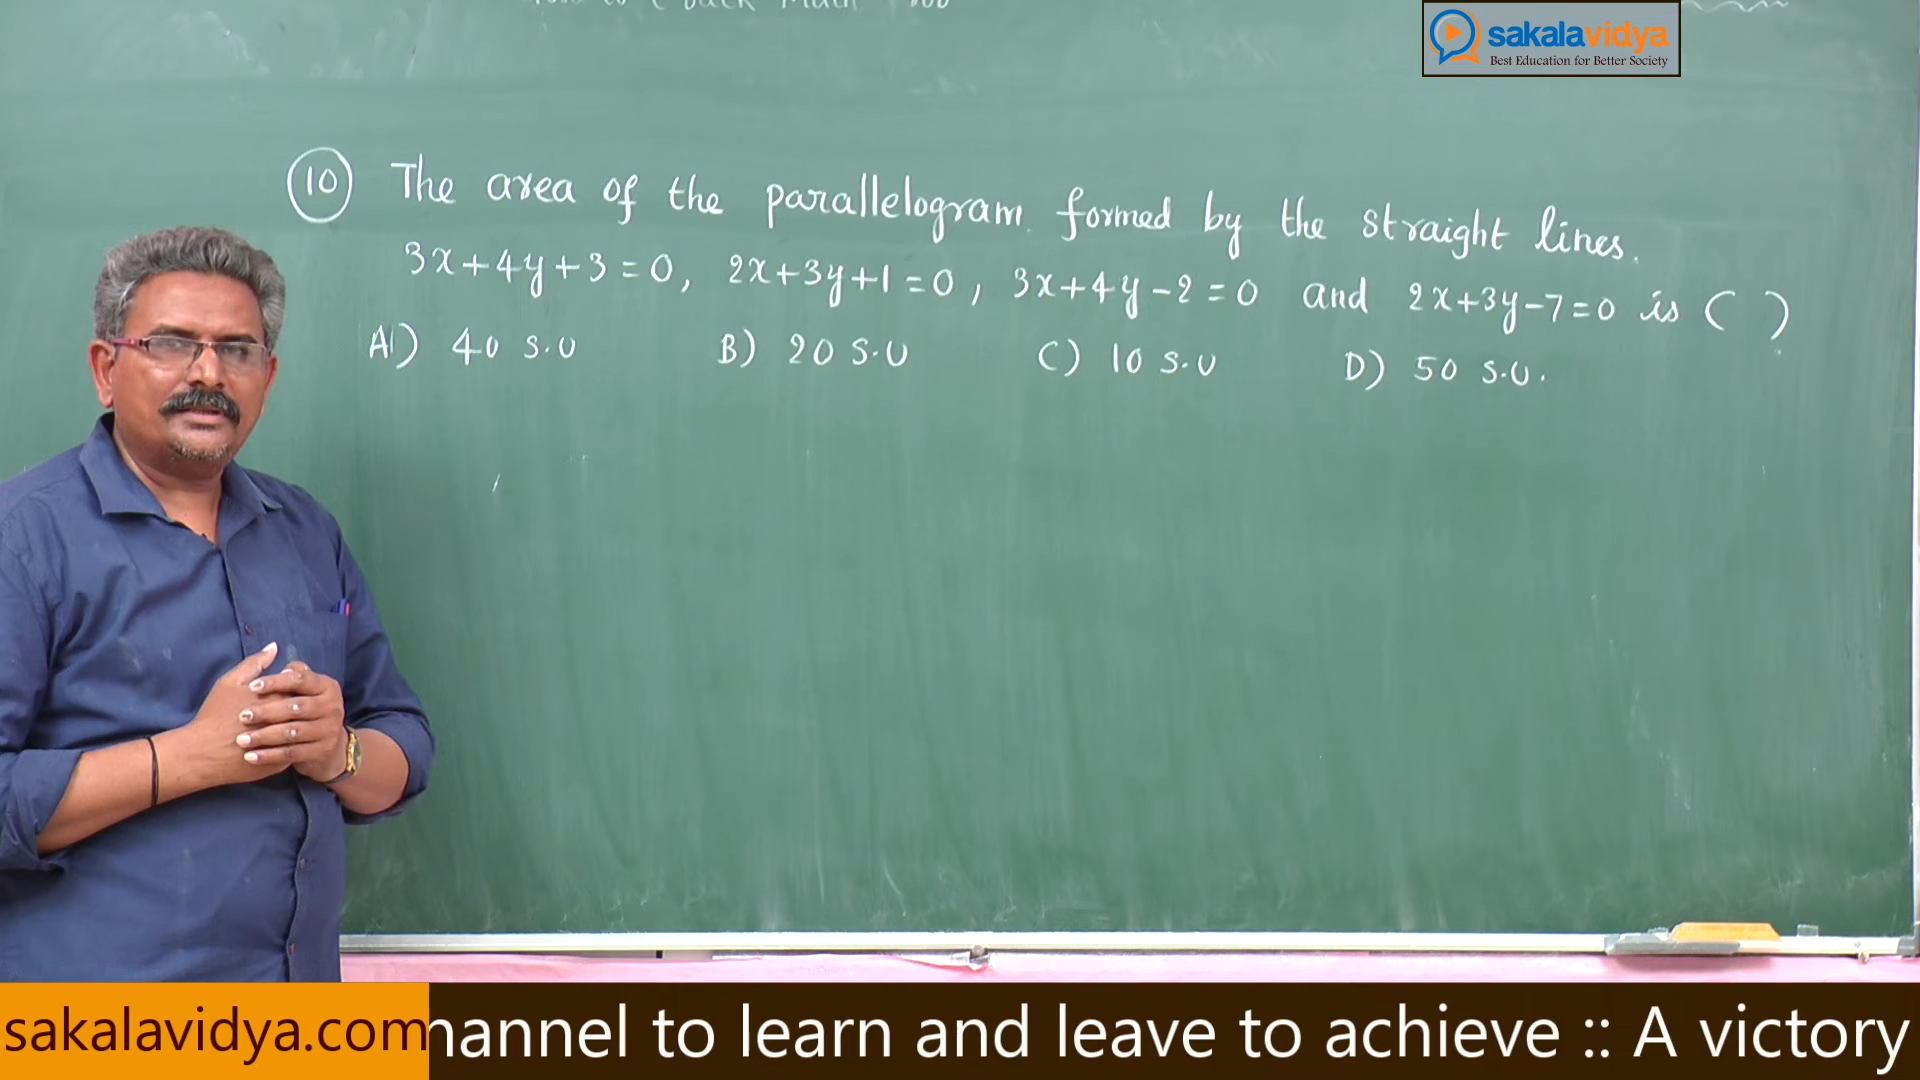 sakalavidya
Best Education for Better Society
10 The area of the parallelogram formed by the straight lines.
3x+4y+3=0, 2x+3y+1=0, 3x+4y-2=0 and 2x+3y-7=0 is ( )
A) 40 S.U B) 20 S.U C) 10 S.U D) 50 S.U.
sakalavidya.com hannel to learn and leave to achieve :: A victory